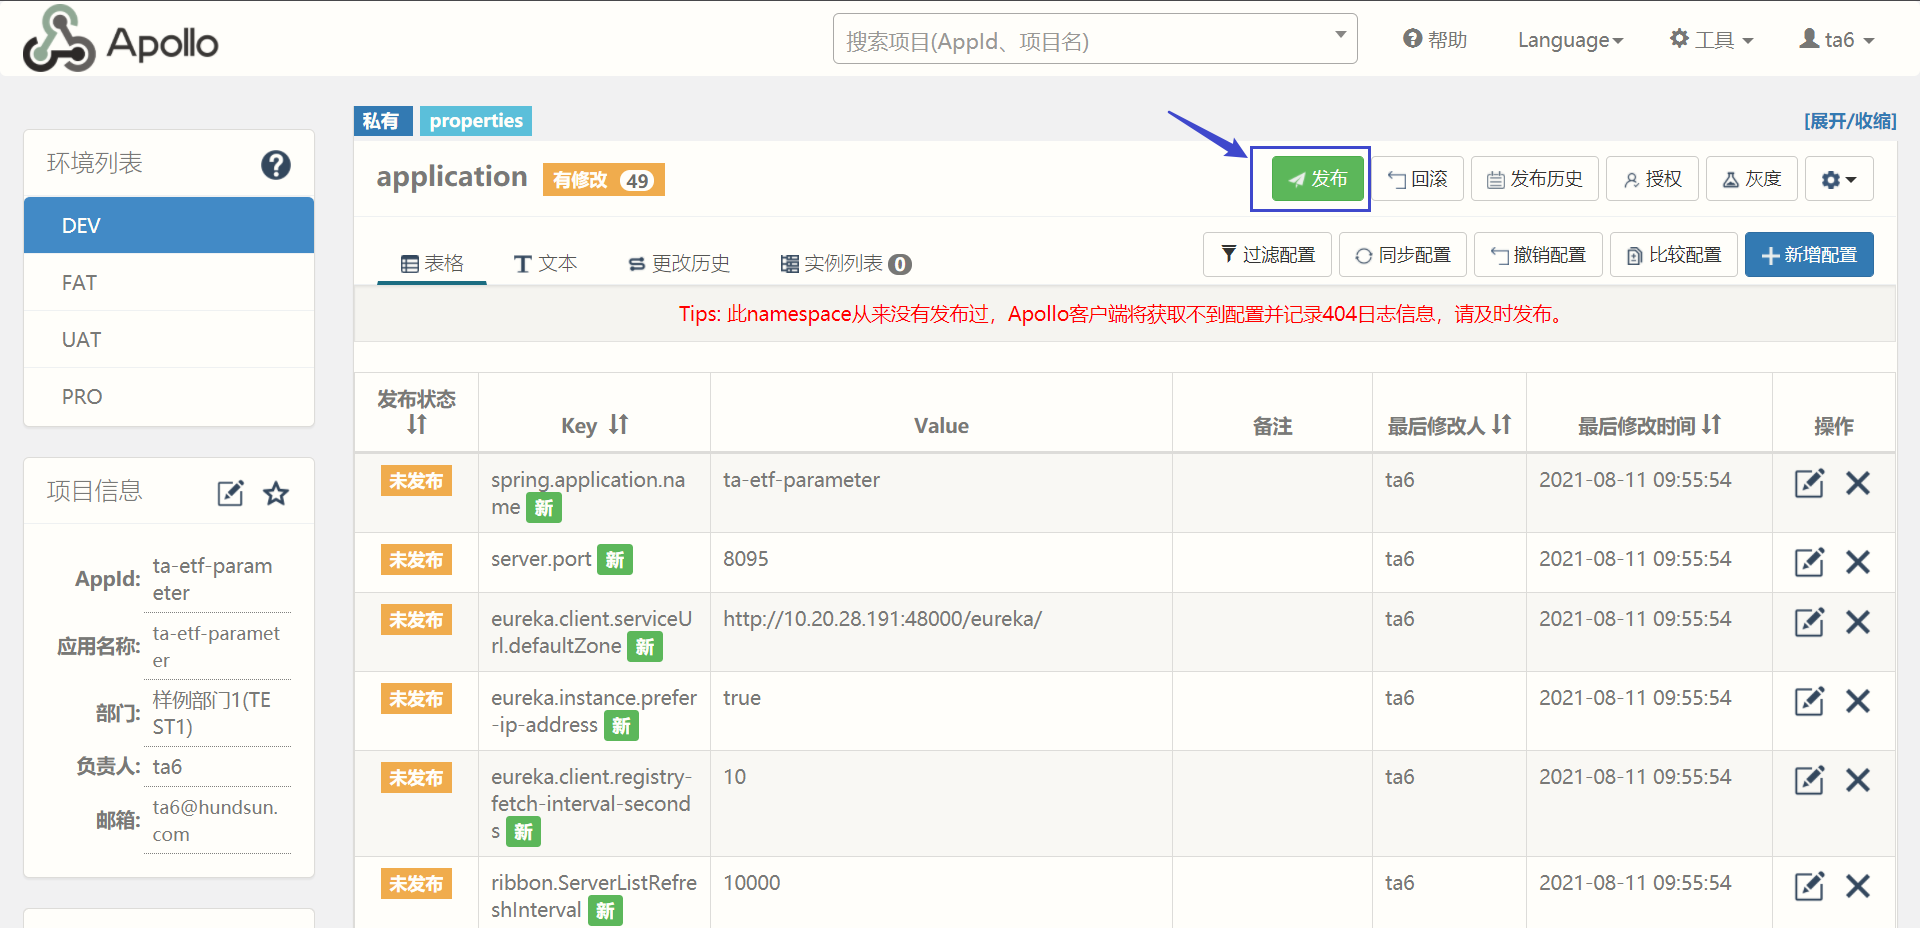 Apollo
搜索项目(AppId、项目名)
帮助
Language
工具
ta6
私有 properties
[展开/收缩]
环境列表
DEV
FAT
UAT
PRO
项目信息
AppId: ta-etf-param
eter
应用名称: ta-etf-paramet
er
部门: 样例部门1(TE
ST1)
负责人: ta6
邮箱: ta6@hundsun.
com
application 有修改 49
发布 回滚 发布历史 授权 灰度
表格 文本 更改历史 实例列表 0
过滤配置 同步配置 撤销配置 比较配置 新增配置
Tips: 此namespace从来没有发布过，Apollo客户端将获取不到配置并记录404日志信息，请及时发布。
发布状态 Key Value 备注 最后修改人 最后修改时间 操作
未发布 spring.application.na ta-etf-parameter ta6 2021-08-11 09:55:54
me 新
未发布 server.port 新 8095 ta6 2021-08-11 09:55:54
未发布 eureka.client.serviceU http://10.20.28.191:48000/eureka/ ta6 2021-08-11 09:55:54
rl.defaultZone 新
未发布 eureka.instance.prefer true ta6 2021-08-11 09:55:54
-ip-address 新
未发布 eureka.client.registry- 10 ta6 2021-08-11 09:55:54
fetch-interval-second
s 新
未发布 ribbon.ServerListRefre 10000 ta6 2021-08-11 09:55:54
shInterval 新